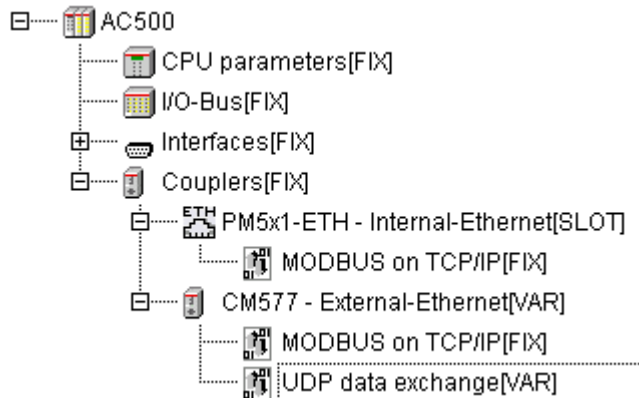 AC500
CPU parameters[FIX]
I/O-Bus[FIX]
Interfaces[FIX]
Couplers[FIX]
ETH PM5x1-ETH - Internal-Ethernet[SLOT]
MODBUS on TCP/IP[FIX]
CM577 - External-Ethernet[VAR]
MODBUS on TCP/IP[FIX]
UDP data exchange[VAR]